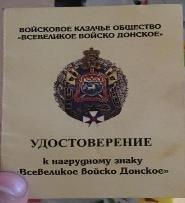 ВОЙСКОВОЕ КАЗАЧЬЕ ОБЩЕСТВО
«ВСЕВЕЛИКОЕ ВОЙСКО ДОНСКОЕ»
УДОСТОВЕРЕНИЕ
к нагрудному знаку
«Всевеликое Войско Донское»